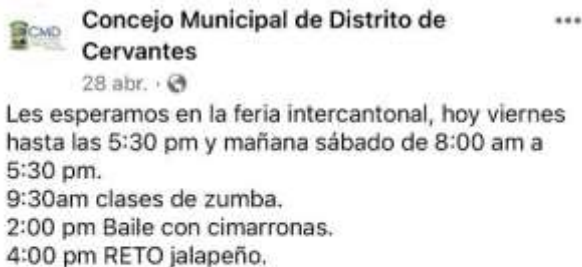 CMD
Concejo Municipal de Distrito de
Cervantes
28 abr. ·
Les esperamos en la feria intercantonal, hoy viernes
hasta las 5:30 pm y mañana sábado de 8:00 am a
5:30 pm.
9:30am clases de zumba.
2:00 pm Baile con cimarronas.
4:00 pm RETO jalapeño.